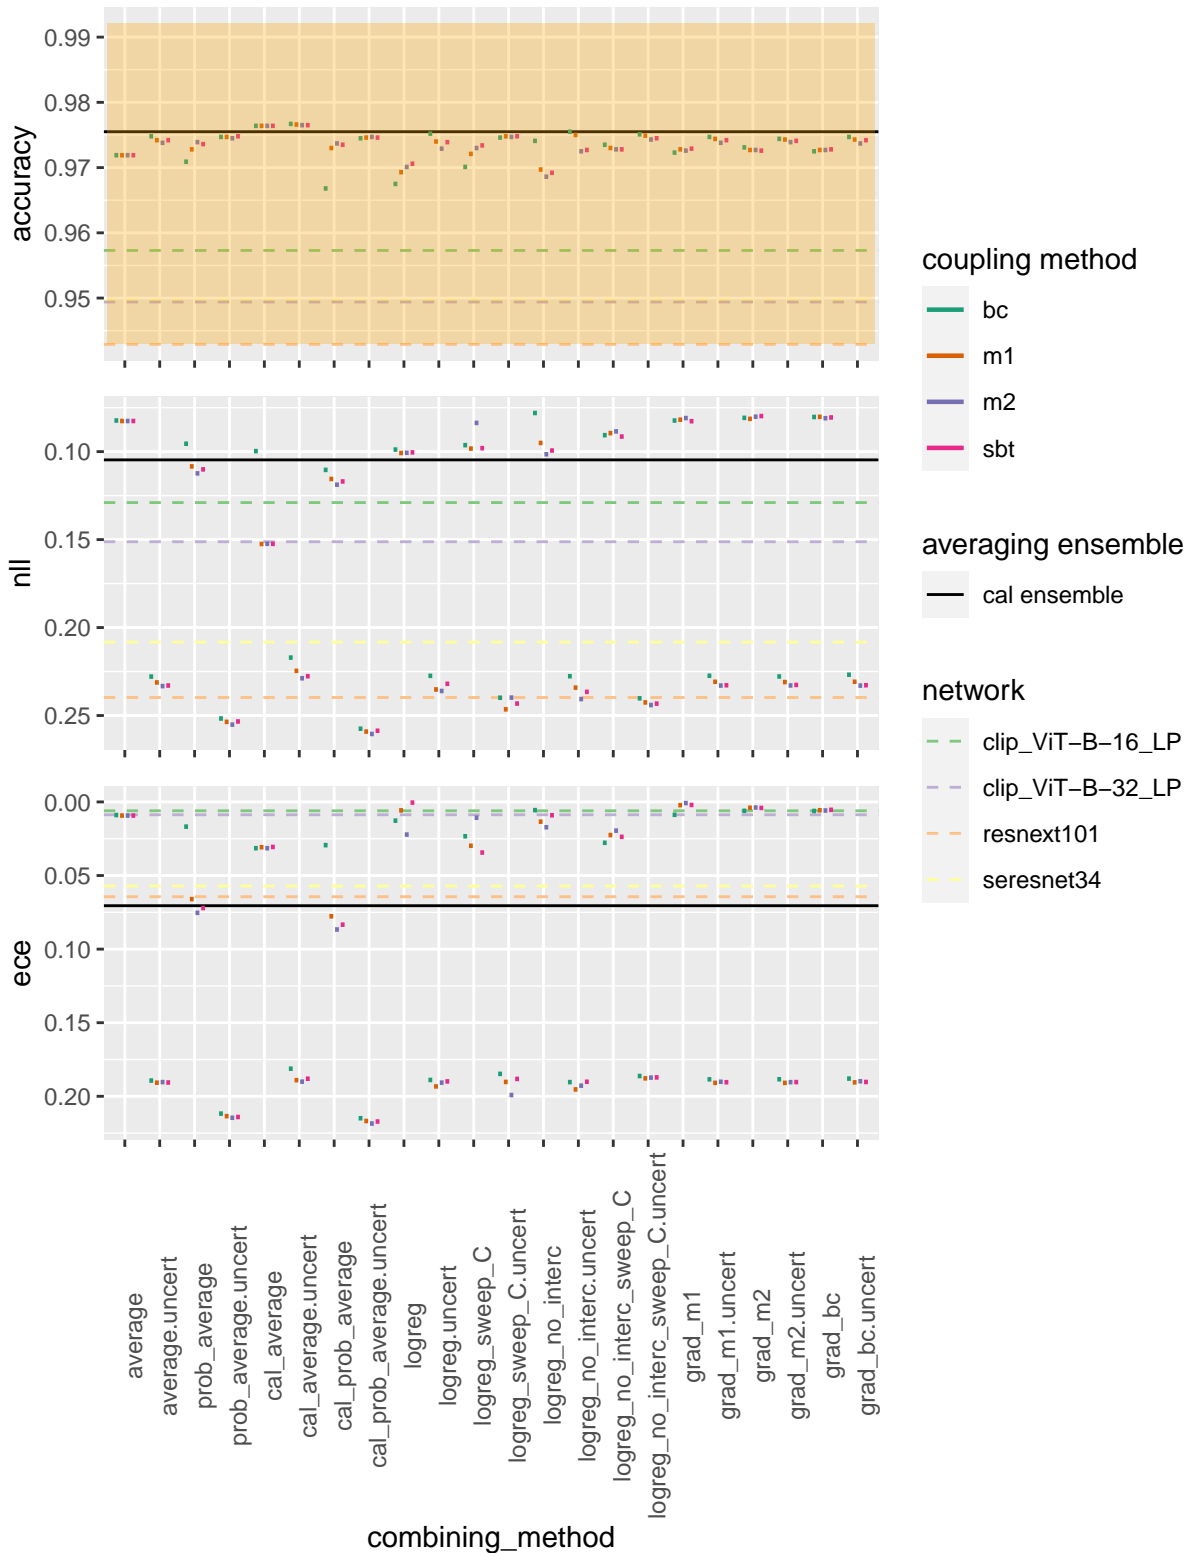 accuracy
0.99
0.98
0.97
0.96
0.95
nll
0.10
0.15
0.20
0.25
ece
0.00
0.05
0.10
0.15
0.20
average
average.uncert
prob_average
prob_average.uncert
cal_average
cal_average.uncert
cal_prob_average
cal_prob_average.uncert
logreg
logreg.uncert
logreg_sweep_C
logreg_sweep_C.uncert
logreg_no_interc
logreg_no_interc.uncert
logreg_no_interc_sweep_C
logreg_no_interc_sweep_C.uncert
grad_m1
grad_m1.uncert
grad_m2
grad_m2.uncert
grad_bc
grad_bc.uncert
combining_method
coupling method
bc
m1
m2
sbt
averaging ensemble
cal ensemble
network
clip_ViT−B−16_LP
clip_ViT−B−32_LP
resnext101
seresnet34